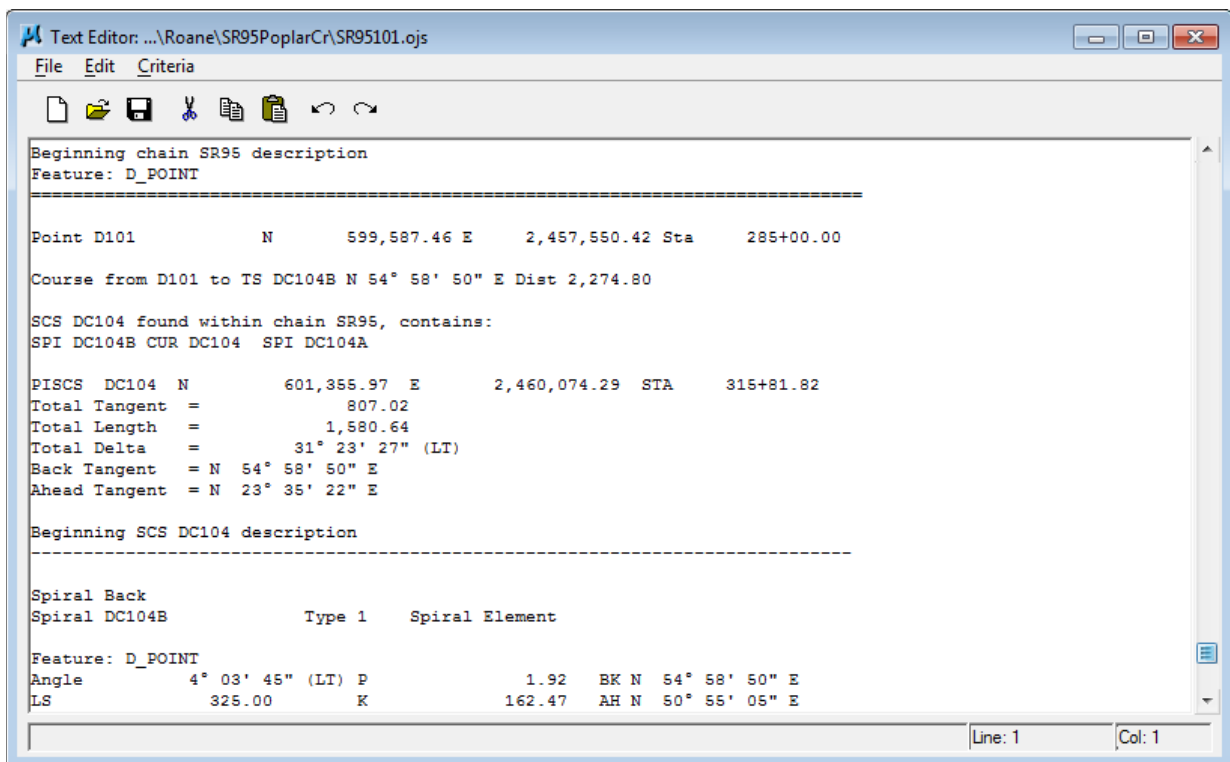 Text Editor: ...\Roane\SR95PoplarCr\SR95101.ojs
File Edit Criteria
Beginning chain SR95 description
Feature: D_POINT
================================================================================
Point D101 N 599,587.46 E 2,457,550.42 Sta 285+00.00
Course from D101 to TS DC104B N 54° 58' 50" E Dist 2,274.80
SCS DC104 found within chain SR95, contains:
SPI DC104B CUR DC104 SPI DC104A
PISCS DC104 N 601,355.97 E 2,460,074.29 STA 315+81.82
Total Tangent = 807.02
Total Length = 1,580.64
Total Delta = 31° 23' 27" (LT)
Back Tangent = N 54° 58' 50" E
Ahead Tangent = N 23° 35' 22" E
Beginning SCS DC104 description
-------------------------------------------------------------------------------
Spiral Back
Spiral DC104B Type 1 Spiral Element
Feature: D_POINT
Angle 4° 03' 45" (LT) P 1.92 BK N 54° 58' 50" E
LS 325.00 K 162.47 AH N 50° 55' 05" E
Line: 1 Col: 1